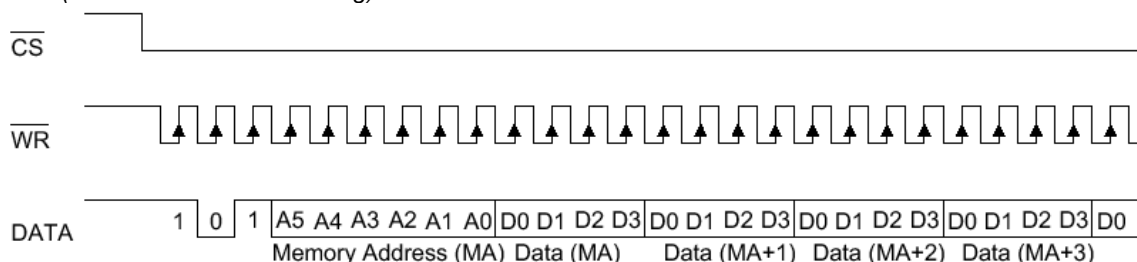 CS
WR
DATA 1 0 1 A5 A4 A3 A2 A1 A0 D0 D1 D2 D3 D0 D1 D2 D3 D0 D1 D2 D3 D0 D1 D2 D3 D0
Memory Address (MA) Data (MA) Data (MA+1) Data (MA+2) Data (MA+3)